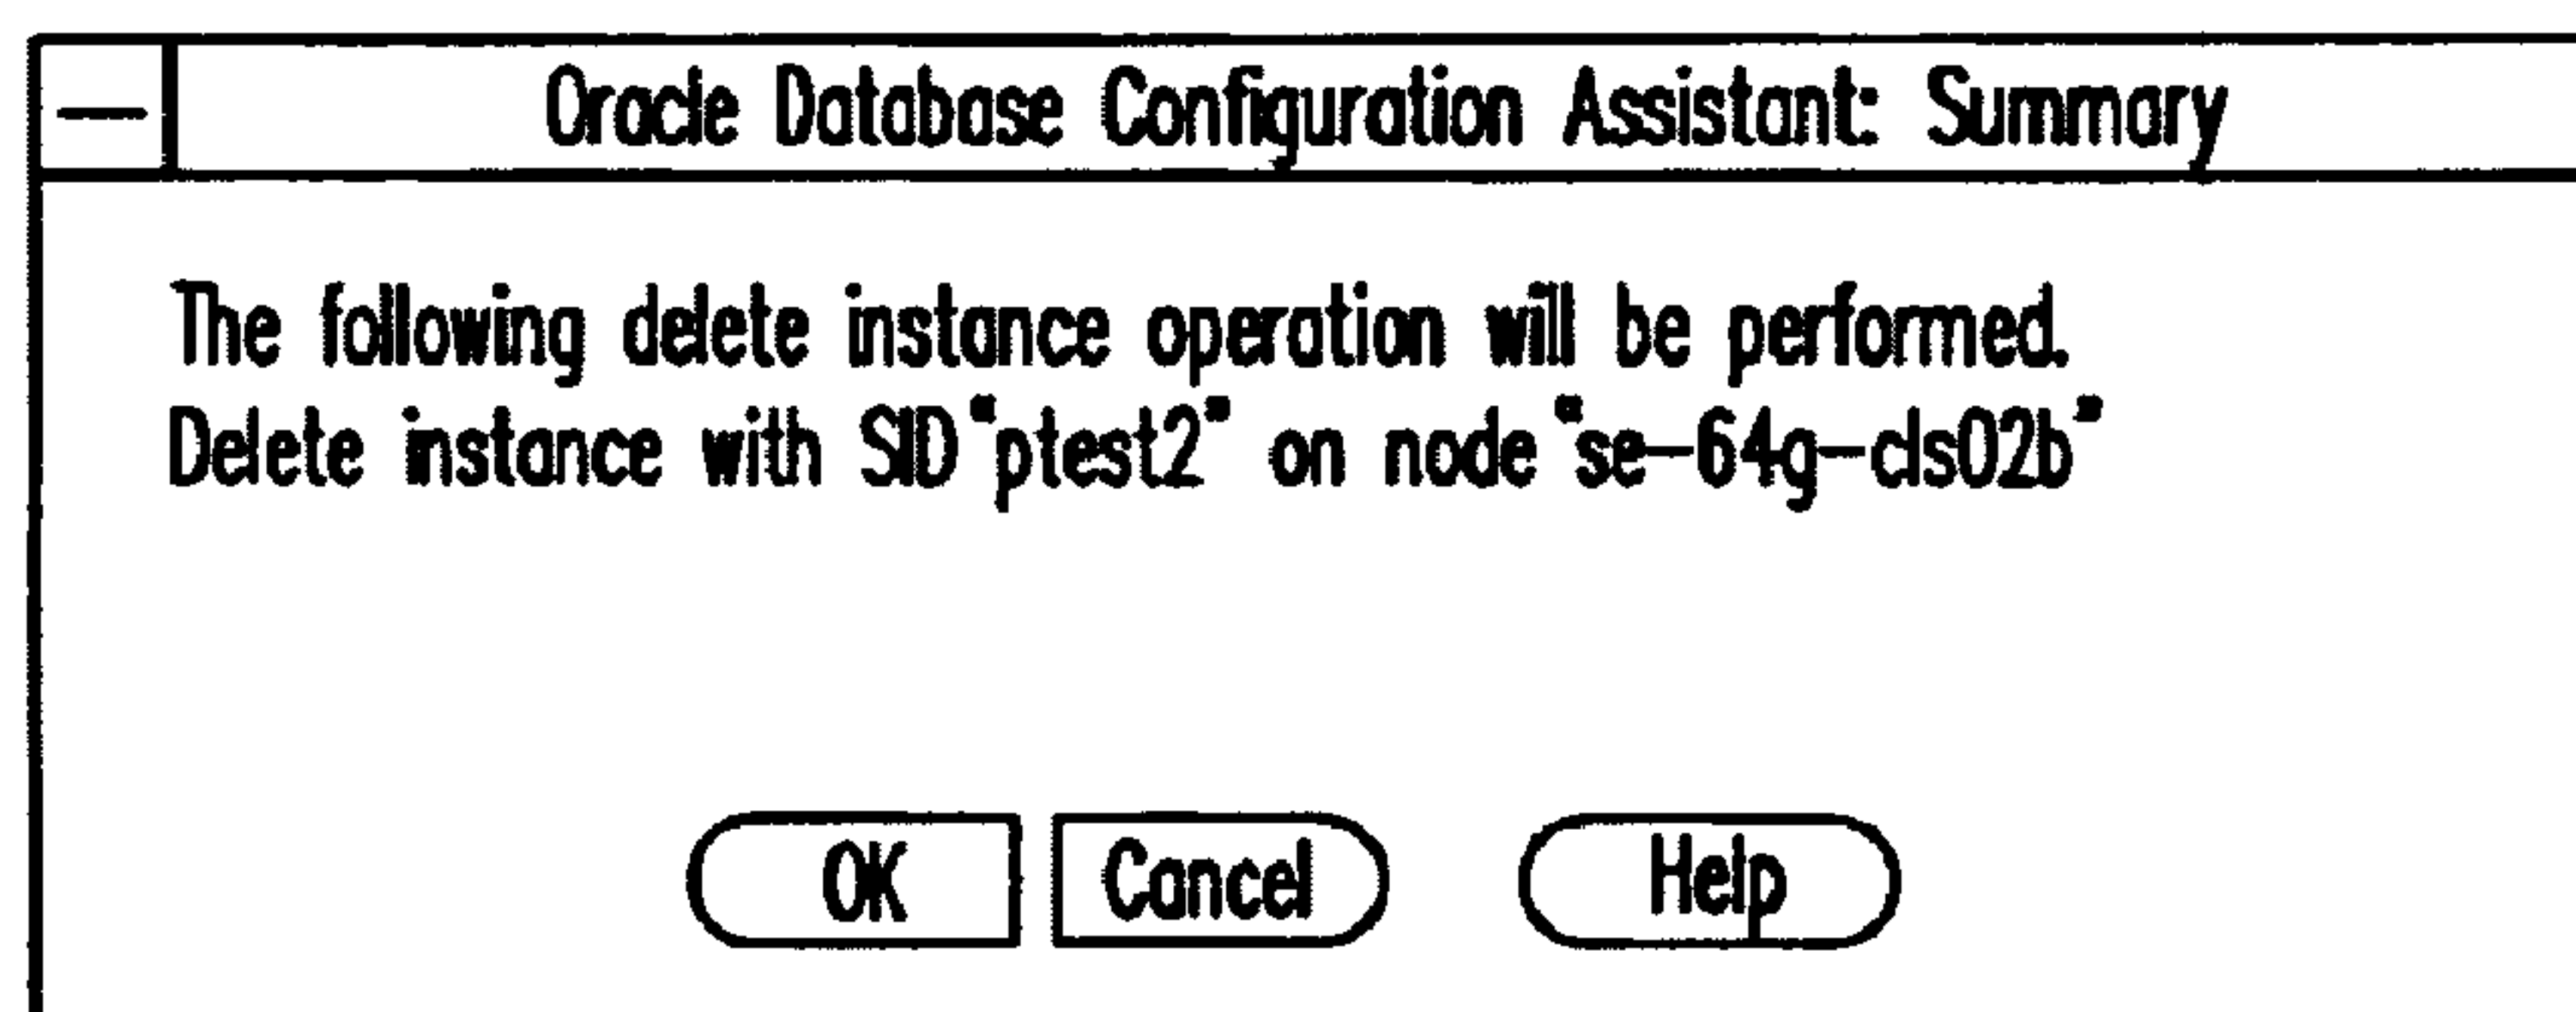 Oracle Database Configuration Assistant: Summary
The following delete instance operation will be performed.
Delete instance with SID "ptest2" on node "se-64g-cls02b"
OK Cancel Help